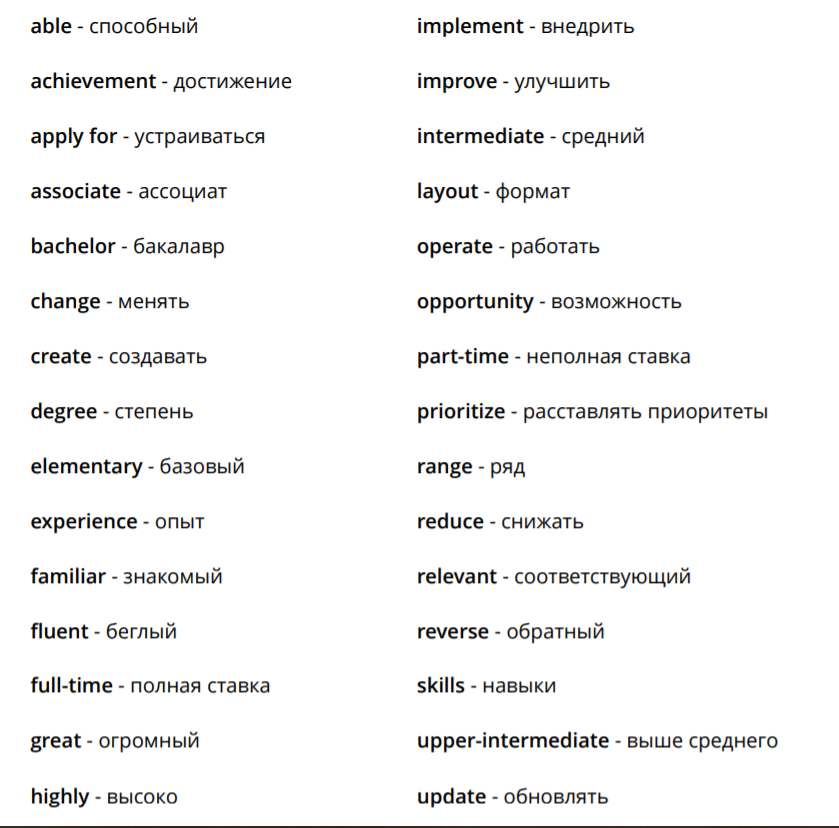 able - способный
achievement - достижение
apply for - устраиваться
associate - ассоциат
bachelor - бакалавр
change - менять
create - создавать
degree - степень
elementary - базовый
experience - опыт
familiar - знакомый
fluent - беглый
full-time - полная ставка
great - огромный
highly - высоко
implement - внедрить
improve - улучшить
intermediate - средний
layout - формат
operate - работать
opportunity - возможность
part-time - неполная ставка
prioritize - расставлять приоритеты
range - ряд
reduce - снижать
relevant - соответствующий
reverse - обратный
skills - навыки
upper-intermediate - выше среднего
update - обновлять